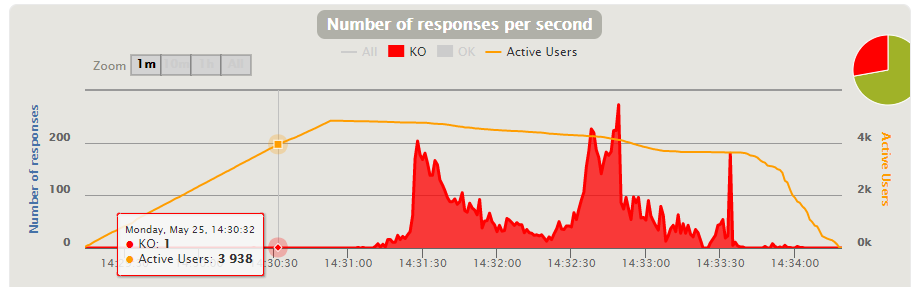 Number of responses per second
All KO OK Active Users
Zoom 1m 10m 1h All
Number of responses
Active Users
200
100
0
4k
2k
0k
Monday, May 25, 14:30:32
KO: 1
Active Users: 3 938
14:31:00 14:31:30 14:32:00 14:32:30 14:33:00 14:33:30 14:34:00